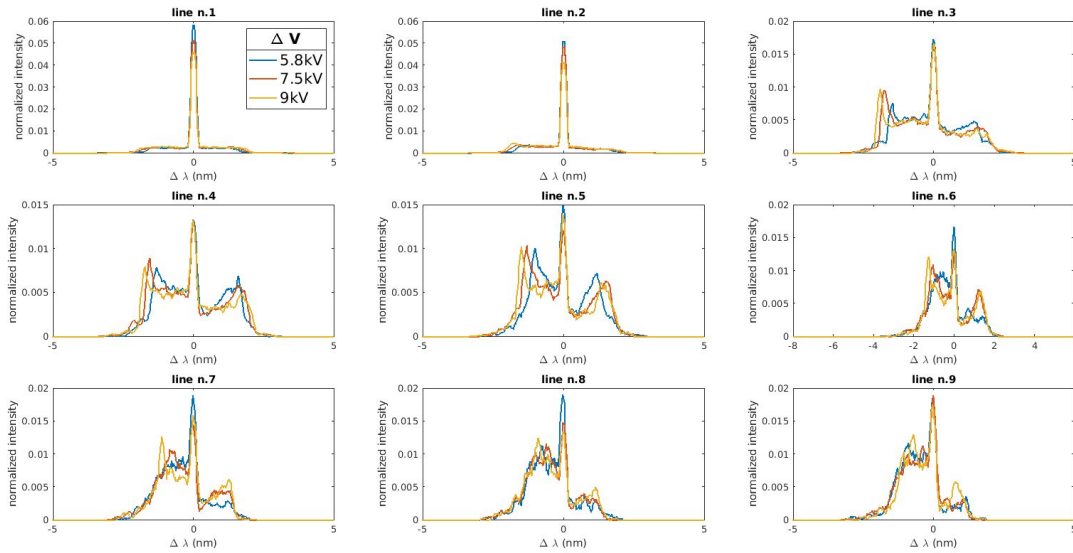 line n.1
line n.2
line n.3
normalized intensity
0.06
0.05
0.04
0.03
0.02
0.01
0
-5
0
5
Δ λ (nm)
Δ V
5.8kV
7.5kV
9kV
normalized intensity
0.06
0.05
0.04
0.03
0.02
0.01
0
-5
0
5
Δ λ (nm)
normalized intensity
0.02
0.015
0.01
0.005
0
-5
0
5
Δ λ (nm)
line n.4
line n.5
line n.6
normalized intensity
0.015
0.01
0.005
0
-5
0
5
Δ λ (nm)
normalized intensity
0.015
0.01
0.005
0
-5
0
5
Δ λ (nm)
normalized intensity
0.02
0.015
0.01
0.005
0
-8
-6
-4
-2
0
2
4
6
Δ λ (nm)
line n.7
line n.8
line n.9
normalized intensity
0.02
0.015
0.01
0.005
0
-5
0
5
Δ λ (nm)
normalized intensity
0.02
0.015
0.01
0.005
0
-5
0
5
Δ λ (nm)
normalized intensity
0.02
0.015
0.01
0.005
0
-5
0
5
Δ λ (nm)